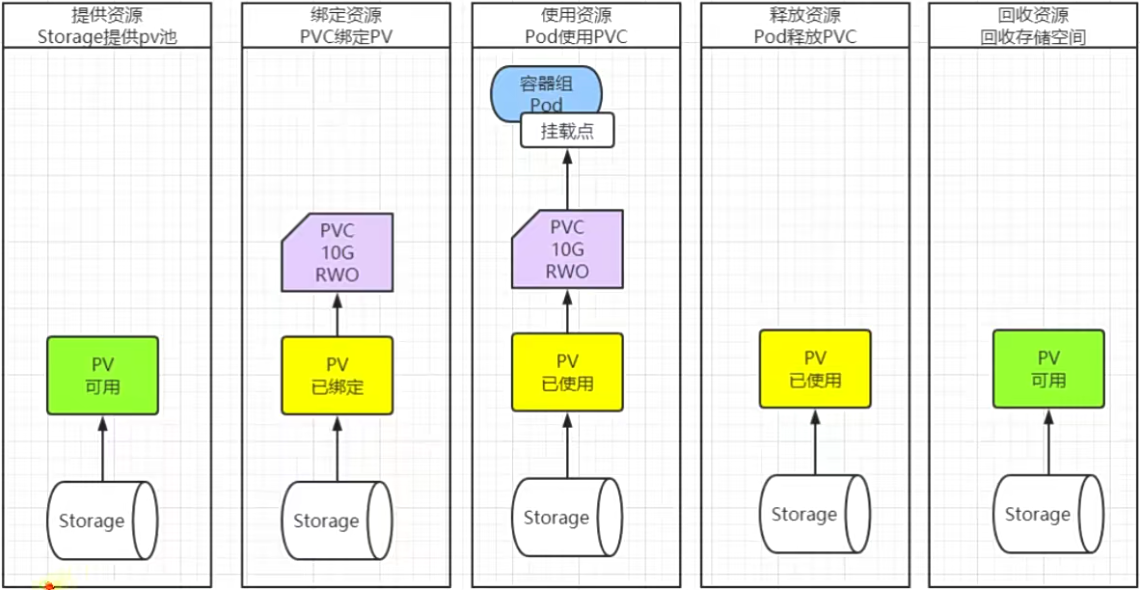 提供资源
Storage提供pv池
PV
可用
Storage
绑定资源
PVC绑定PV
PVC
10G
RWO
PV
已绑定
Storage
使用资源
Pod使用PVC
容器组
Pod
挂载点
PVC
10G
RWO
PV
已使用
Storage
释放资源
Pod释放PVC
PV
已使用
Storage
回收资源
回收存储空间
PV
可用
Storage